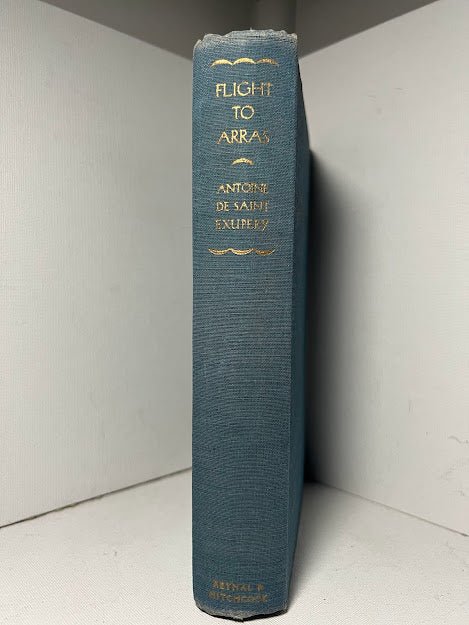 FLIGHT
TO
ARRAS
ANTOINE
DE SAINT
EXUPERY
REYNAL &
HITCHCOCK